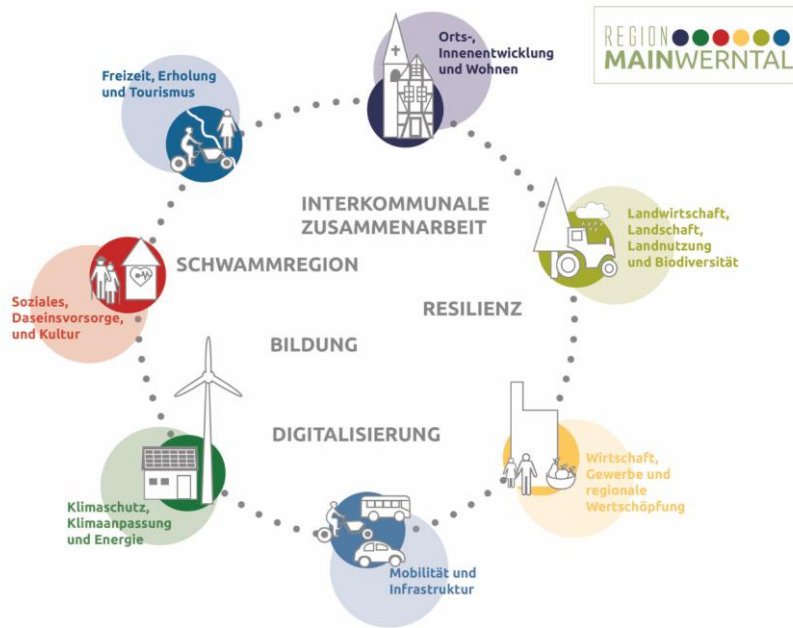 REGION
MAINWERNTAL
Orts-,
Innenentwicklung
und Wohnen
Freizeit, Erholung
und Tourismus
INTERKOMMUNALE
ZUSAMMENARBEIT
Landwirtschaft,
Landschaft,
Landnutzung
und Biodiversität
SCHWAMMREGION
Soziales,
Daseinsvorsorge,
und Kultur
RESILIENZ
BILDUNG
DIGITALISIERUNG
Wirtschaft,
Gewerbe und
regionale
Wertschöpfung
Klimaschutz,
Klimaanpassung
und Energie
Mobilität und
Infrastruktur